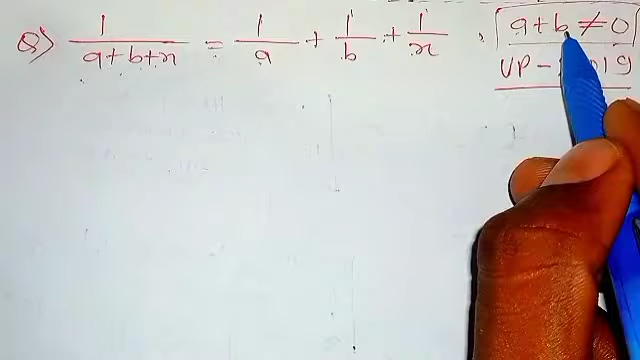 Q> 1/(a+b+x) = 1/a + 1/b + 1/x , a+b ≠ 0
UP -